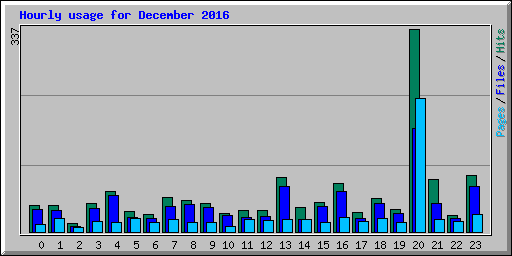 Hourly usage for December 2016
337
Pages / Files / Hits
0 1 2 3 4 5 6 7 8 9 10 11 12 13 14 15 16 17 18 19 20 21 22 23